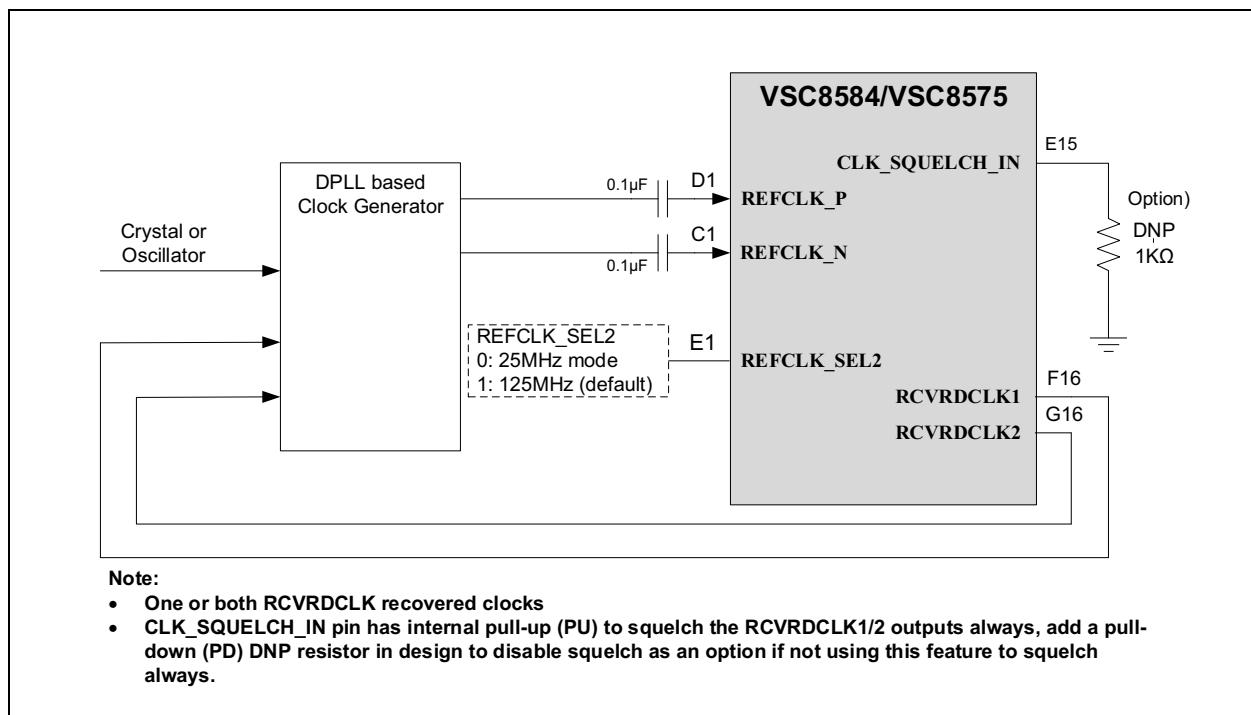 VSC8584/VSC8575
E15
CLK_SQUELCH_IN
DPLL based
Clock Generator
0.1µF
D1
REFCLK_P
Option)
DNP
1KΩ
Crystal or
Oscillator
C1
0.1µF
REFCLK_N
REFCLK_SEL2
0: 25MHz mode
1: 125MHz (default)
E1
REFCLK_SEL2
F16
RCVRDCLK1
G16
RCVRDCLK2
Note:
• One or both RCVRDCLK recovered clocks
• CLK_SQUELCH_IN pin has internal pull-up (PU) to squelch the RCVRDCLK1/2 outputs always, add a pull-
down (PD) DNP resistor in design to disable squelch as an option if not using this feature to squelch
always.